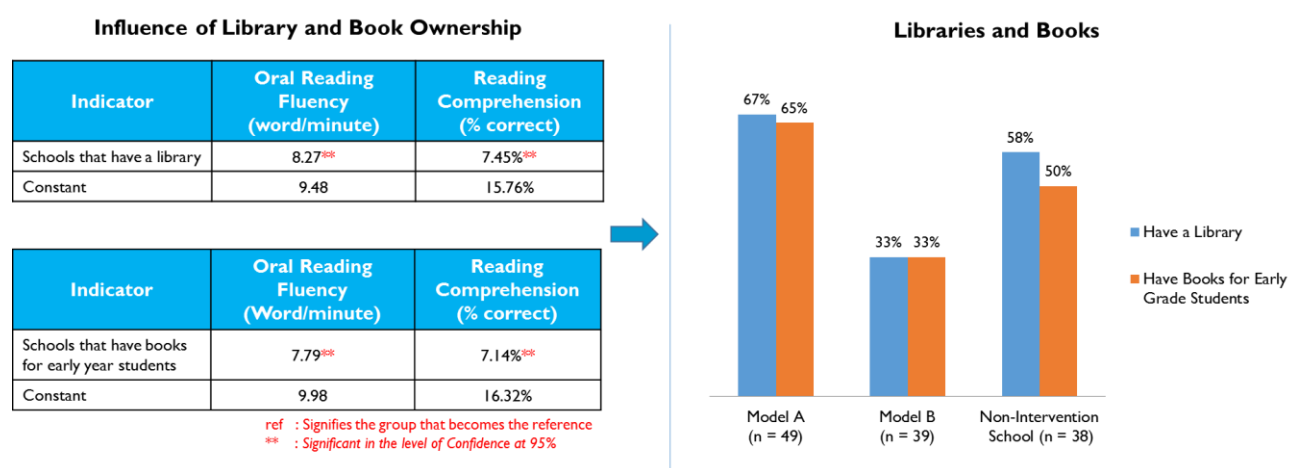 Influence of Library and Book Ownership
Indicator
Oral Reading
Fluency
(word/minute)
Reading
Comprehension
(% correct)
Schools that have a library
8.27**
7.45%**
Constant
9.48
15.76%
Indicator
Oral Reading
Fluency
(Word/minute)
Reading
Comprehension
(% correct)
Schools that have books
for early year students
7.79**
7.14%**
Constant
9.98
16.32%
ref : Signifies the group that becomes the reference
** : Significant in the level of Confidence at 95%
Libraries and Books
67%
65%
33%
33%
58%
50%
Model A
(n = 49)
Model B
(n = 39)
Non-Intervention
School (n = 38)
Have a Library
Have Books for Early
Grade Students